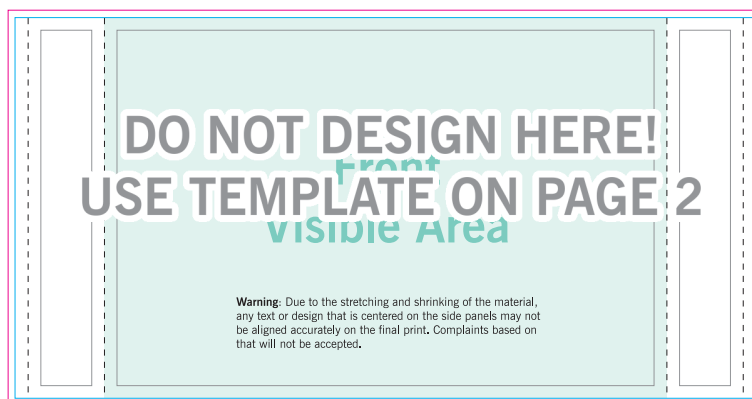 DO NOT DESIGN HERE!
Front
USE TEMPLATE ON PAGE 2
Visible Area
Warning: Due to the stretching and shrinking of the material,
any text or design that is centered on the side panels may not
be aligned accurately on the final print. Complaints based on
that will not be accepted.